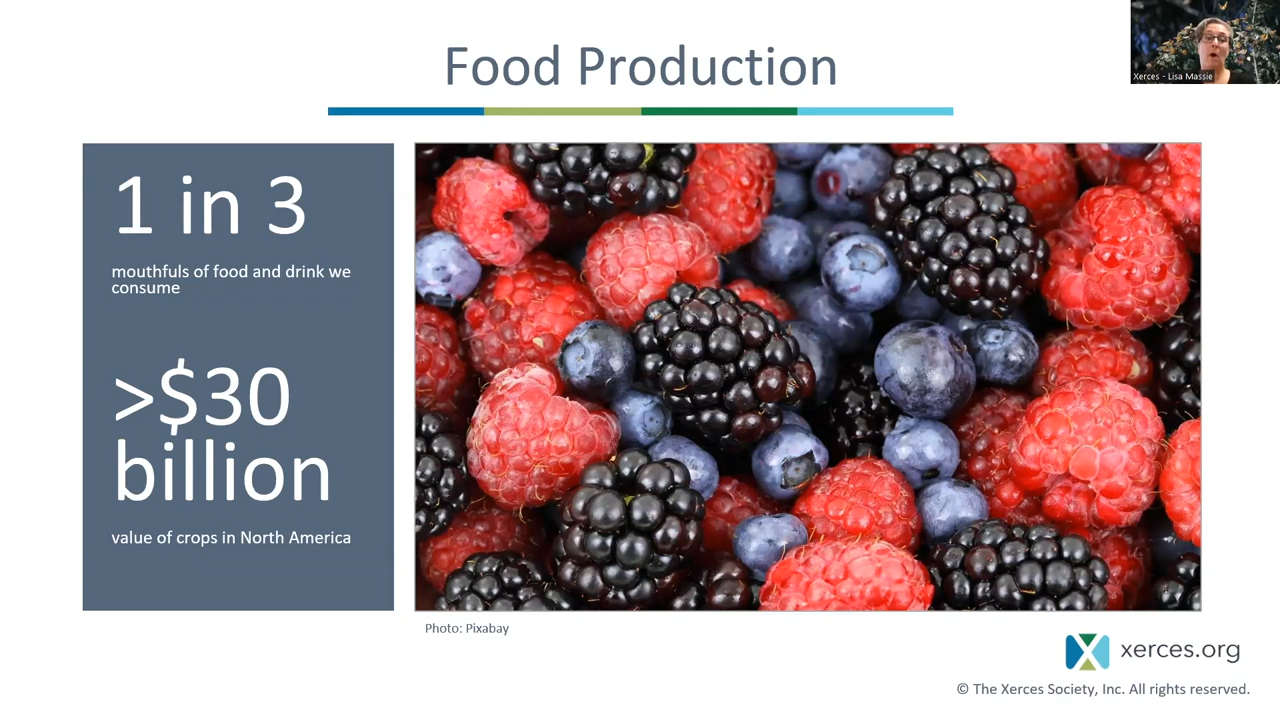 Food Production
Xerces - Lisa Massie
1 in 3
mouthfuls of food and drink we
consume
>$30
billion
value of crops in North America
Photo: Pixabay
xerces.org
© The Xerces Society, Inc. All rights reserved.